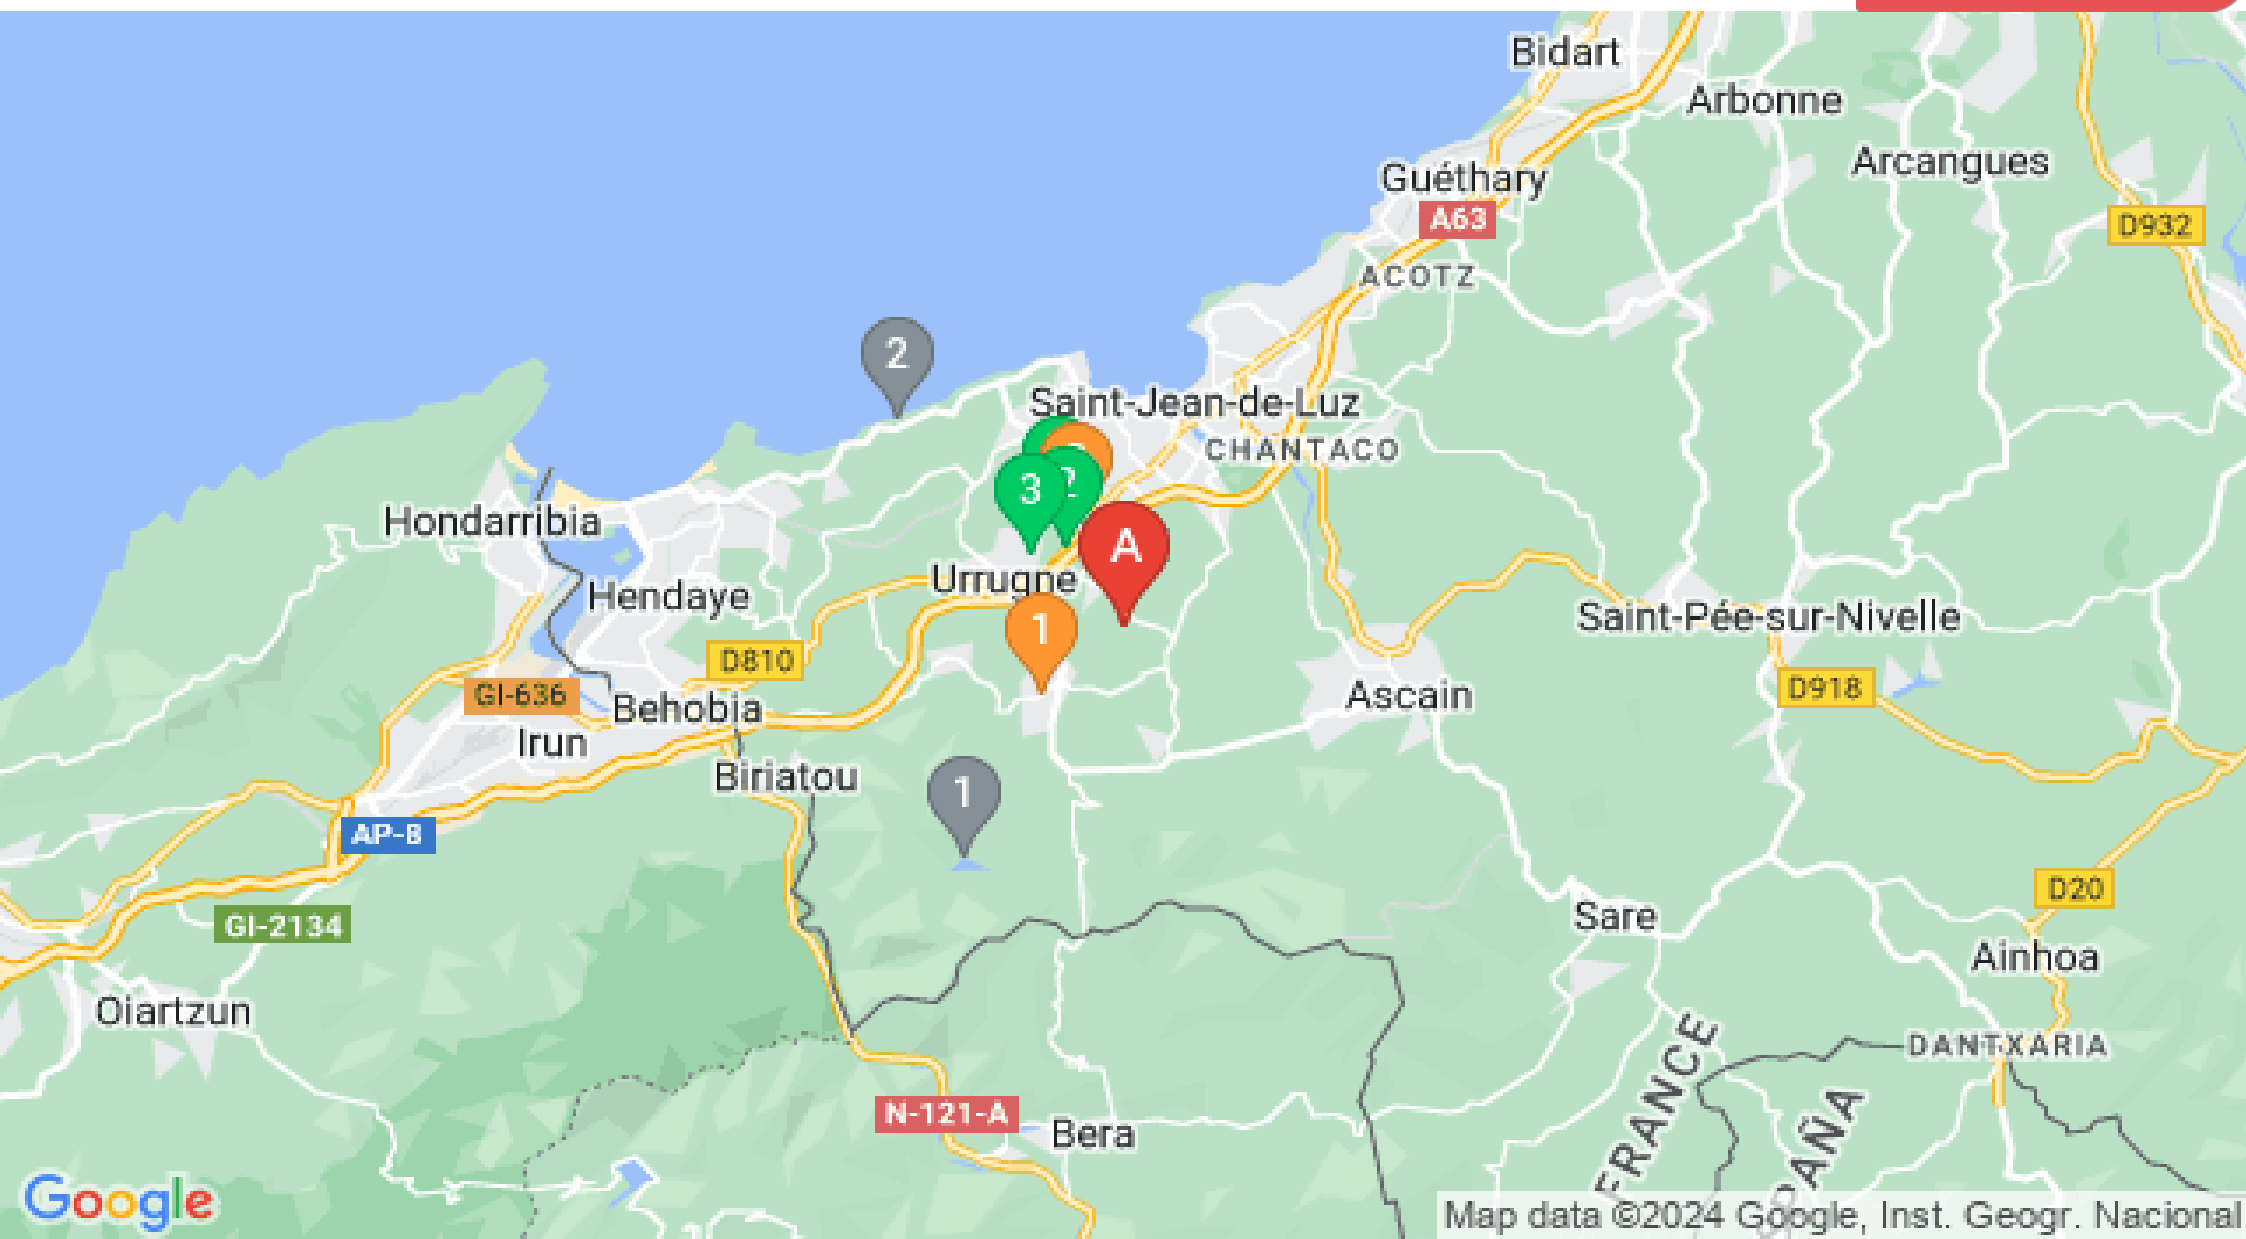 Bidart
Arbonne
Arcangues
Guéthary
A63
D932
ACOTZ
2
Saint-Jean-de-Luz
CHANTACO
3
2
Hondarribia
A
Urrugne
Hendaye
1
Saint-Pée-sur-Nivelle
D810
GI-636
Behobia
Ascain
D918
Irun
Biriatou
1
AP-8
D20
GI-2134
Sare
Ainhoa
Oiartzun
DANTXARIA
FRANCE
N-121-A
Bera
PAÑA
Google
Map data ©2024 Google, Inst. Geogr. Nacional